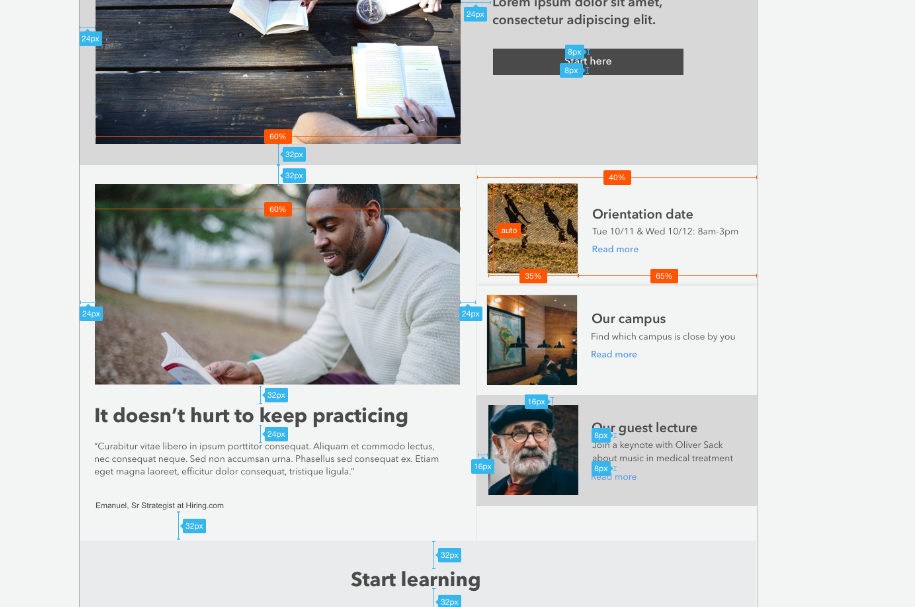 Lorem ipsum dolor sit amet,
consectetur adipiscing elit.
24px
24px
8px
Start here
8px
60%
32px
32px
40%
60%
Orientation date
Tue 10/11 & Wed 10/12: 8am-3pm
Read more
auto
35%
65%
24px
24px
Our campus
Find which campus is close by you
Read more
32px
It doesn’t hurt to keep practicing
24px
“Curabitur vitae libero in ipsum porttitor consequat. Aliquam et commodo lectus,
nec consequat neque. Sed non accumsan urna. Phasellus sed consequat ex. Etiam
eget magna laoreet, efficitur dolor consequat, tristique ligula.”
Emanuel, Sr Strategist at Hiring.com
32px
16px
Our guest lecture
8px
Join a keynote with Oliver Sack
about music in medical treatment
16px
8px
Read more
32px
Start learning
32px